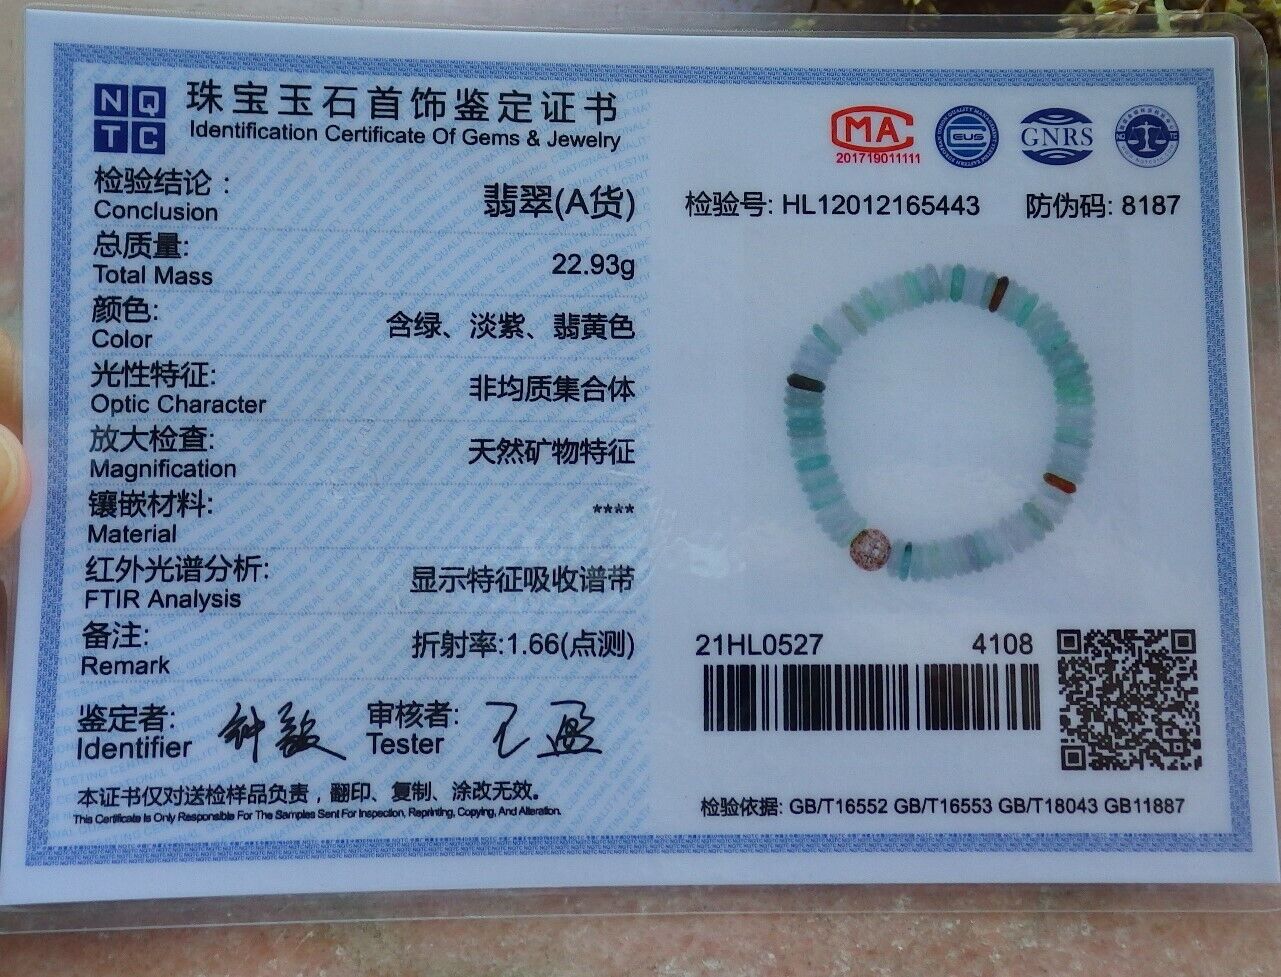 NQ
TC
珠宝玉石首饰鉴定证书
Identification Certificate Of Gems & Jewelry
检验结论:
Conclusion
翡翠(A货)
总质量:
Total Mass
22.93g
颜色:
Color
含绿、淡紫、翡黄色
光性特征:
Optic Character
非均质集合体
放大检查:
Magnification
天然矿物特征
镶嵌材料:
Material
****
红外光谱分析:
FTIR Analysis
显示特征吸收谱带
备注:
Remark
折射率:1.66(点测)
鉴定者:
Identifier
审核者:
Tester
王盈
本证书仅对送检样品负责，翻印、复制、涂改无效。
This Certificate Is Only Responsible For The Samples Sent For Inspection, Reprinting, Copying, And Alteration.
MA
201719011111
EUS
GNRS
检验号: HL12012165443 防伪码: 8187
21HL0527 4108
检验依据: GB/T16552 GB/T16553 GB/T18043 GB11887